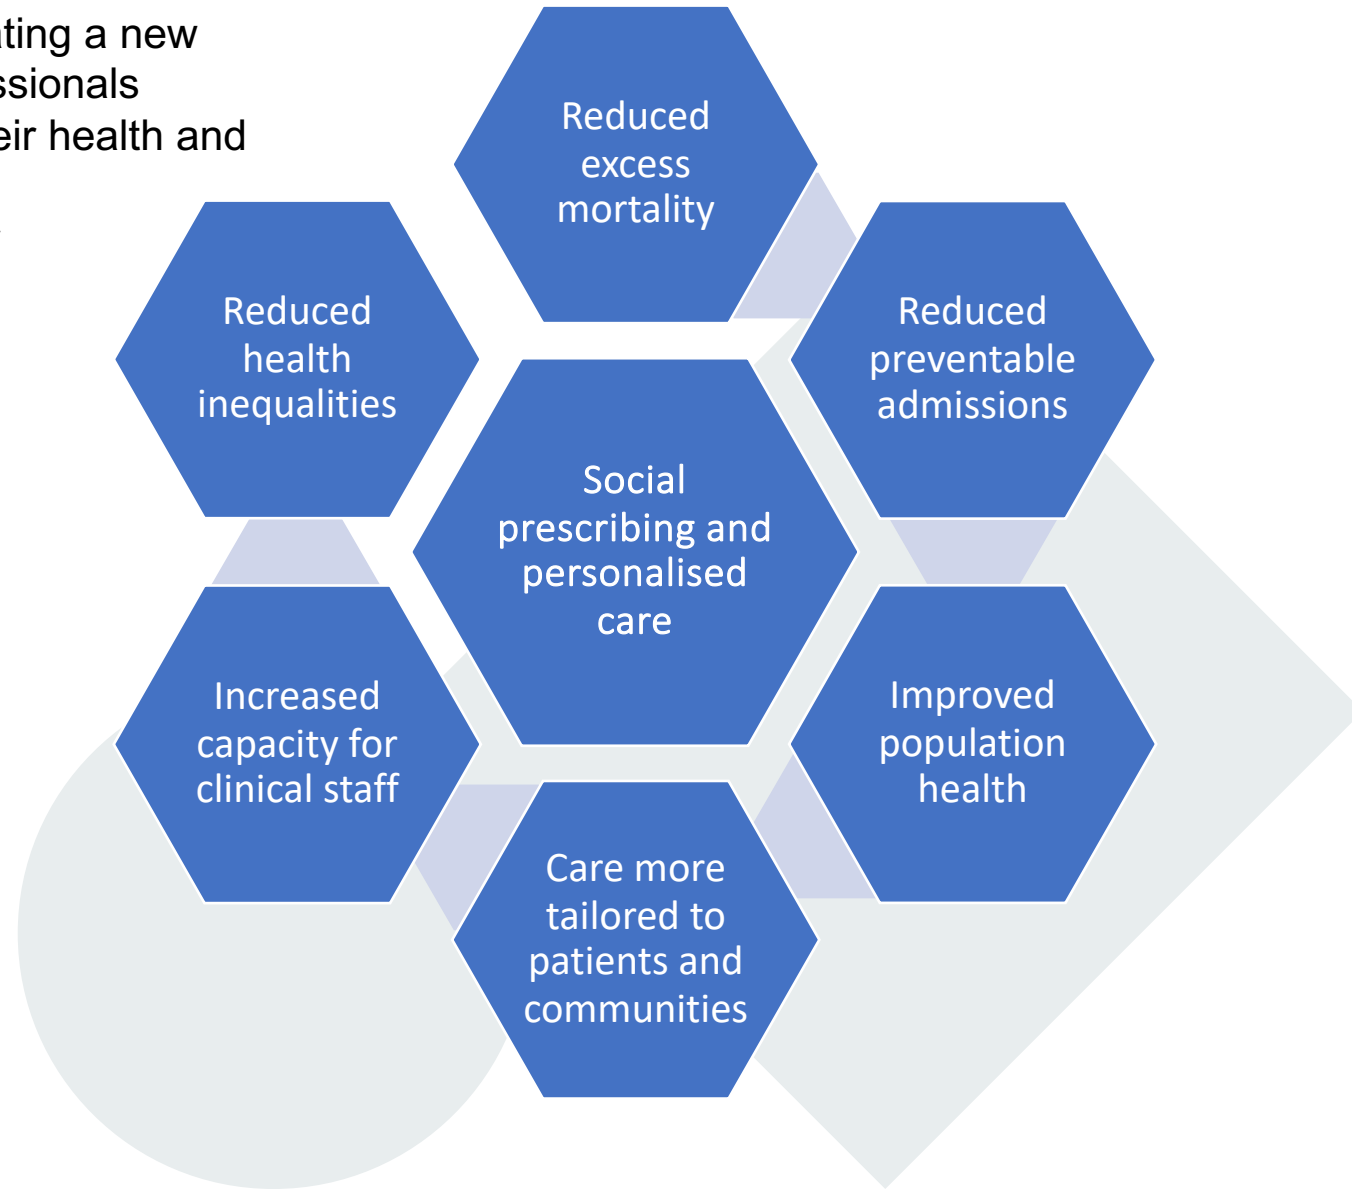 ating a new
ssionals
eir health and
Reduced
excess
mortality
Reduced
health
inequalities
Reduced
preventable
admissions
Social
prescribing and
personalised
care
Increased
capacity for
clinical staff
Improved
population
health
Care more
tailored to
patients and
communities